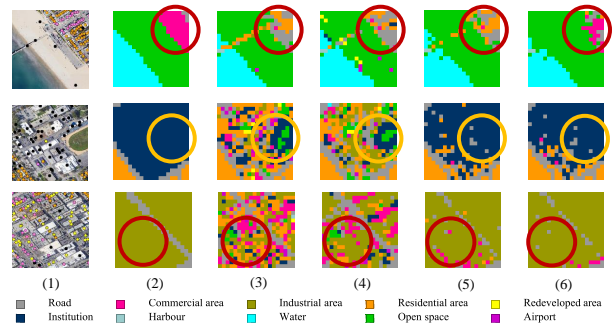 (1) (2) (3) (4) (5) (6)
Road Commercial area Industrial area Residential area Redeveloped area
Institution Harbour Water Open space Airport